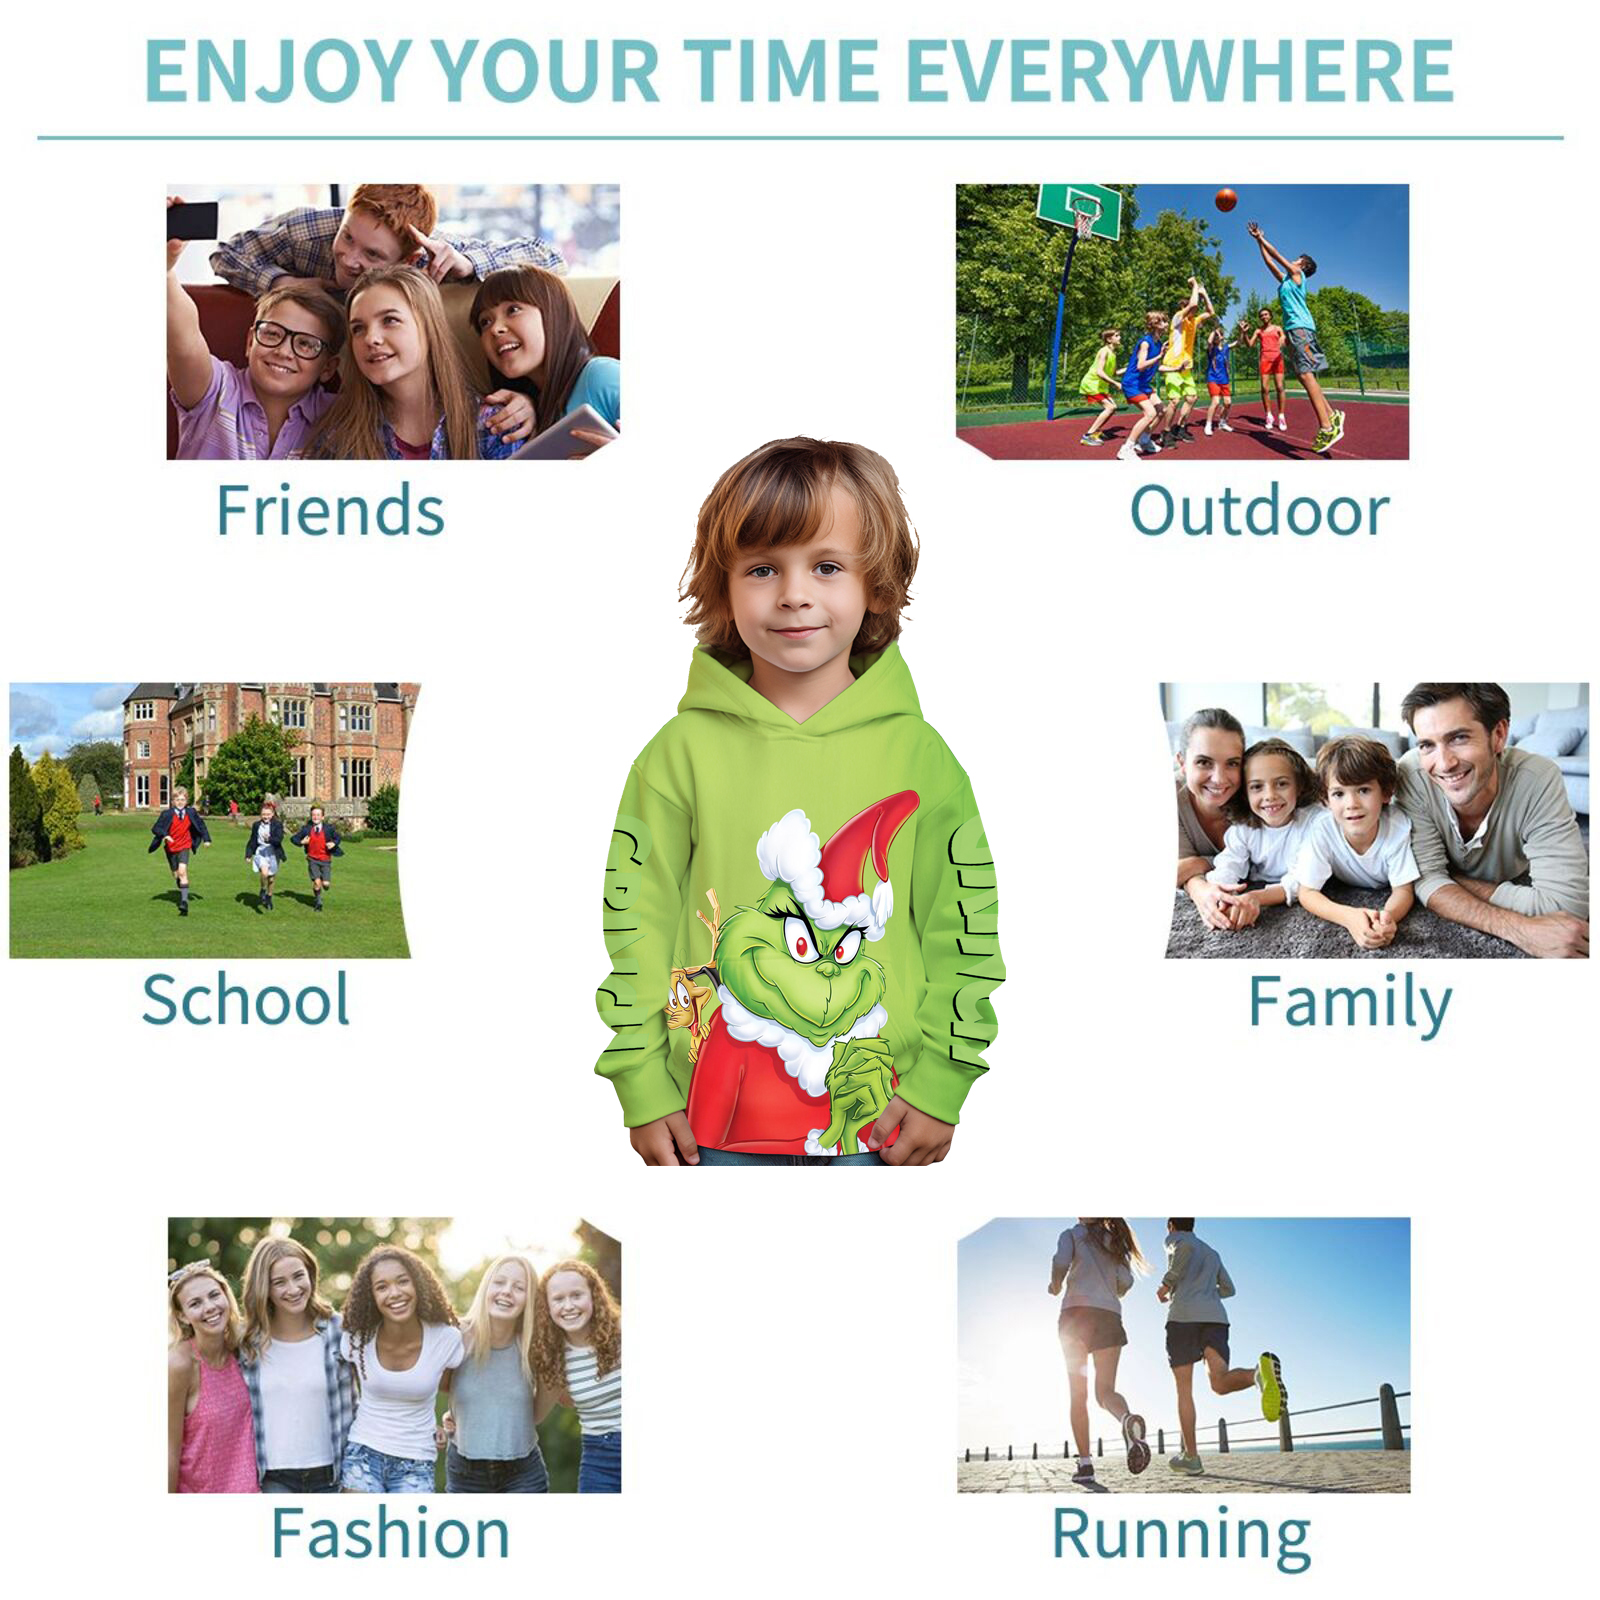 ENJOY YOUR TIME EVERYWHERE
Friends
Outdoor
School
Family
Fashion
Running